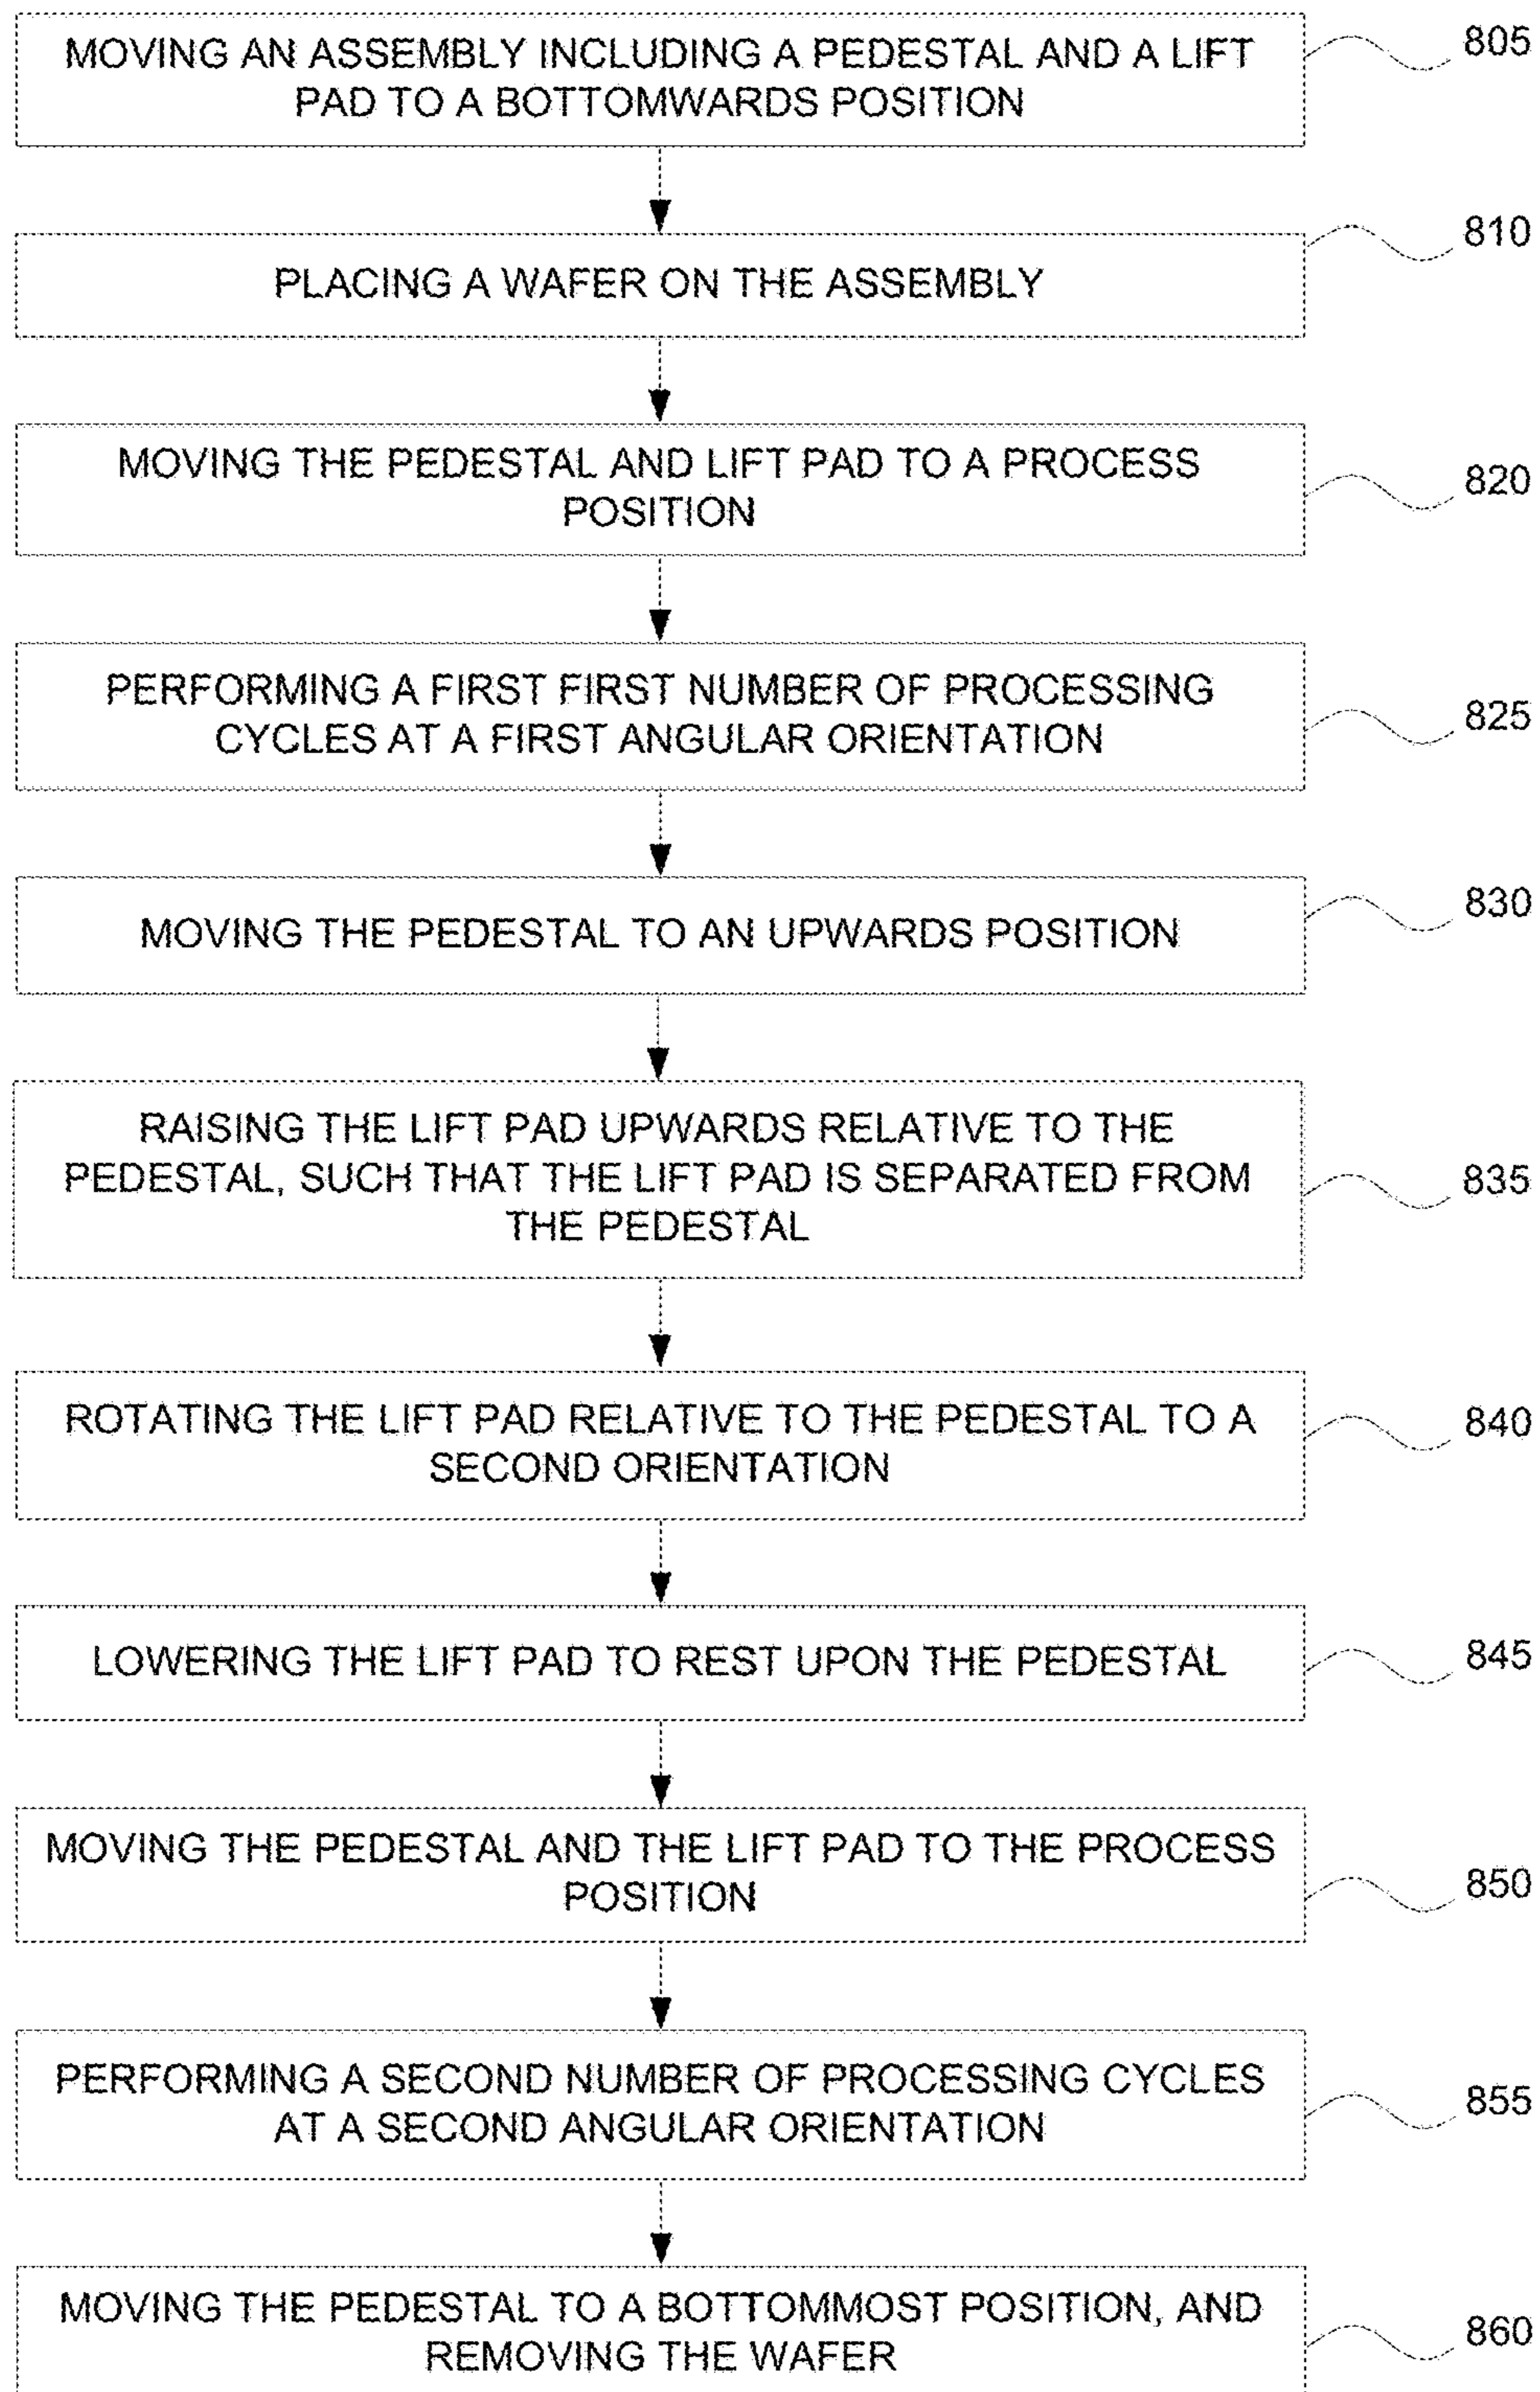 MOVING AN ASSEMBLY INCLUDING A PEDESTAL AND A LIFT
PAD TO A BOTTOMWARDS POSITION
805
PLACING A WAFER ON THE ASSEMBLY
810
MOVING THE PEDESTAL AND LIFT PAD TO A PROCESS
POSITION
820
PERFORMING A FIRST FIRST NUMBER OF PROCESSING
CYCLES AT A FIRST ANGULAR ORIENTATION
825
MOVING THE PEDESTAL TO AN UPWARDS POSITION
830
RAISING THE LIFT PAD UPWARDS RELATIVE TO THE
PEDESTAL, SUCH THAT THE LIFT PAD IS SEPARATED FROM
THE PEDESTAL
835
ROTATING THE LIFT PAD RELATIVE TO THE PEDESTAL TO A
SECOND ORIENTATION
840
LOWERING THE LIFT PAD TO REST UPON THE PEDESTAL
845
MOVING THE PEDESTAL AND THE LIFT PAD TO THE PROCESS
POSITION
850
PERFORMING A SECOND NUMBER OF PROCESSING CYCLES
AT A SECOND ANGULAR ORIENTATION
855
MOVING THE PEDESTAL TO A BOTTOMMOST POSITION, AND
REMOVING THE WAFER
860